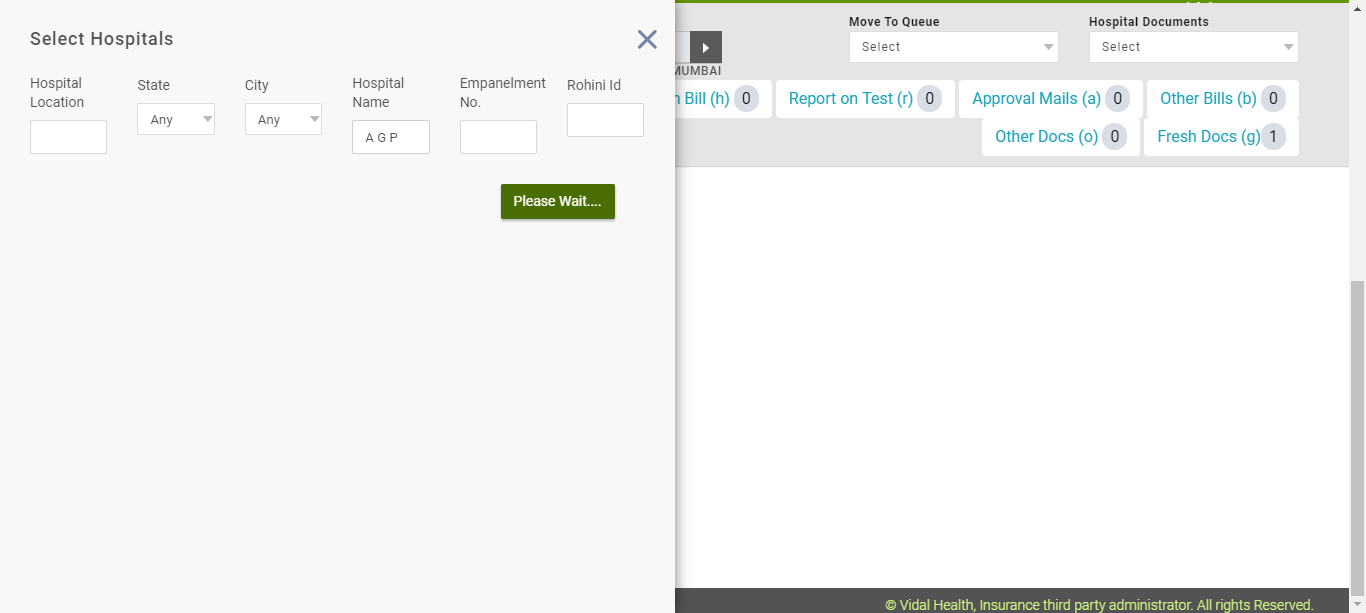 Select Hospitals
Hospital Location
State
City
Hospital Name
Empanelment No.
Rohini Id
Any
Any
A G P
Please Wait....
Move To Queue
Hospital Documents
Select
Select
MUMBAI
Bill (h) 0
Report on Test (r) 0
Approval Mails (a) 0
Other Bills (b) 0
Other Docs (o) 0
Fresh Docs (g) 1
© Vidal Health, Insurance third party administrator. All rights Reserved.